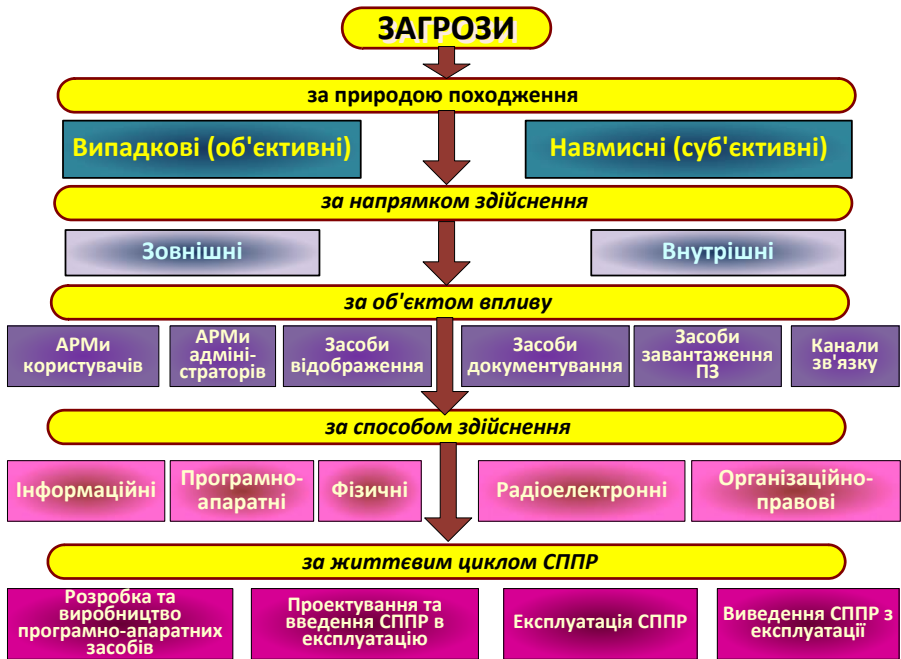 ЗАГРОЗИ
за природою походження
Випадкові (об'єктивні)
Навмисні (суб'єктивні)
за напрямком здійснення
Зовнішні
Внутрішні
за об'єктом впливу
АРМи
користувачів
АРМи
адміні-
страторів
Засоби
відображення
Засоби
документування
Засоби
завантаження
ПЗ
Канали
зв'язку
за способом здійснення
Інформаційні
Програмно-
апаратні
Фізичні
Радіоелектронні
Організаційно-
правові
за життєвим циклом СППР
Розробка та
виробництво
програмно-апаратних
засобів
Проектування та
введення СППР в
експлуатацію
Експлуатація СППР
Виведення СППР з
експлуатації